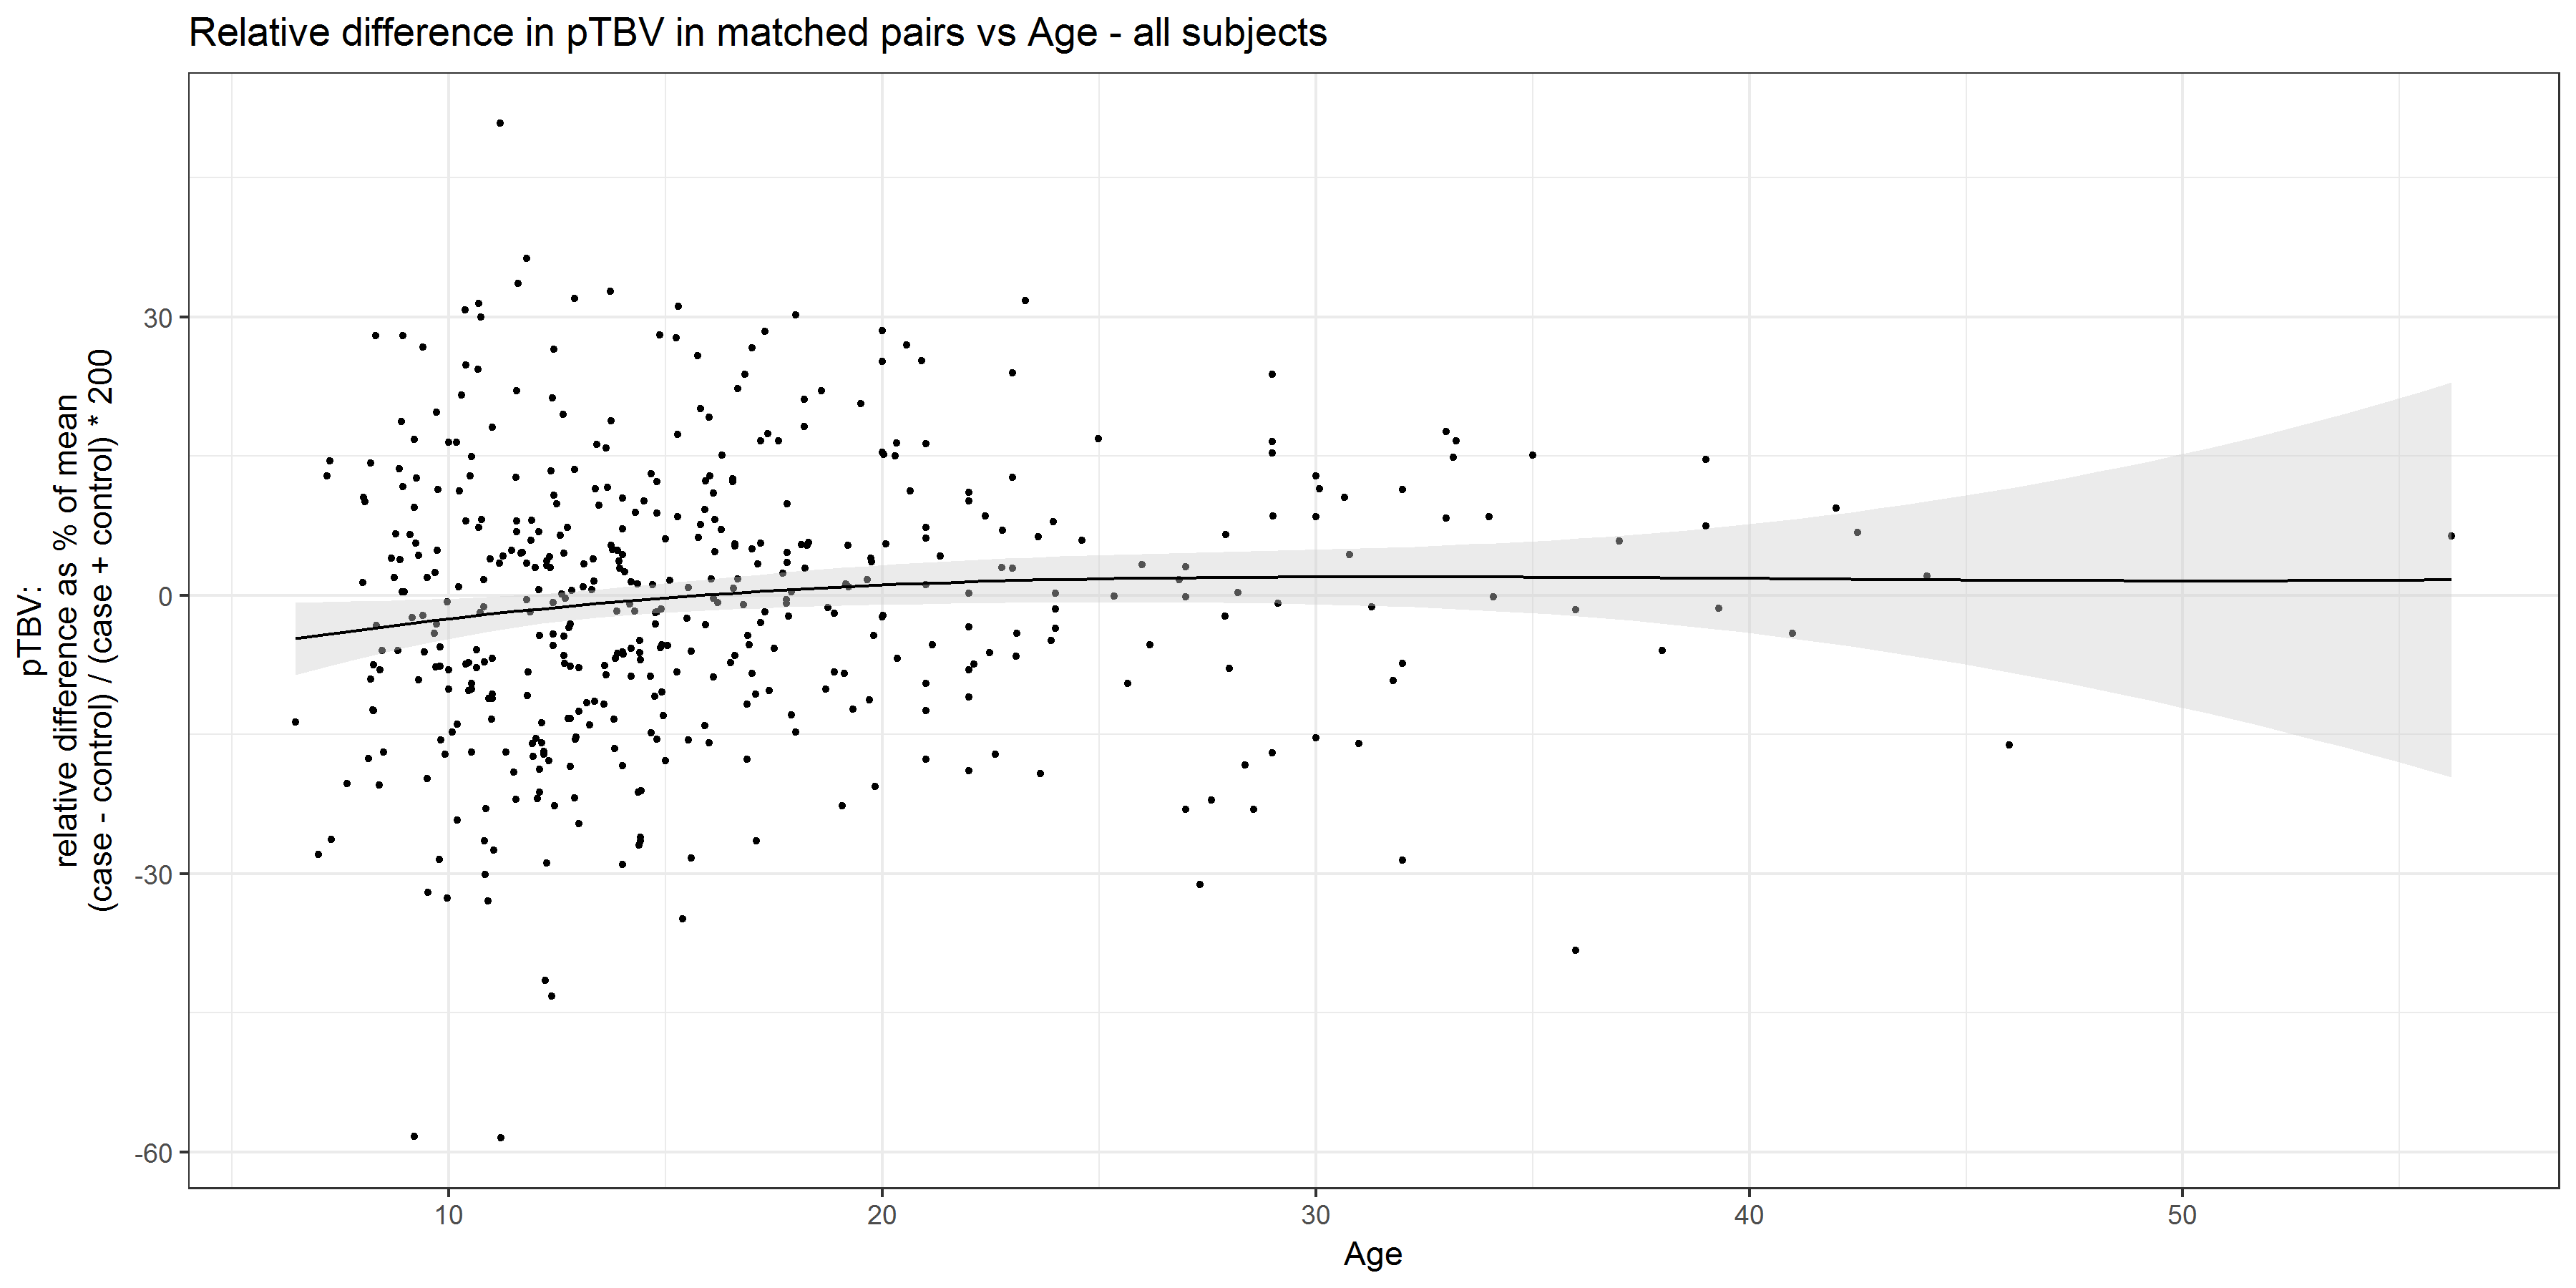 Relative difference in pTBV in matched pairs vs Age - all subjects
pTBV:
relative difference as % of mean
(case - control) / (case + control) * 200
30
0
-30
-60
10
20
30
40
50
Age